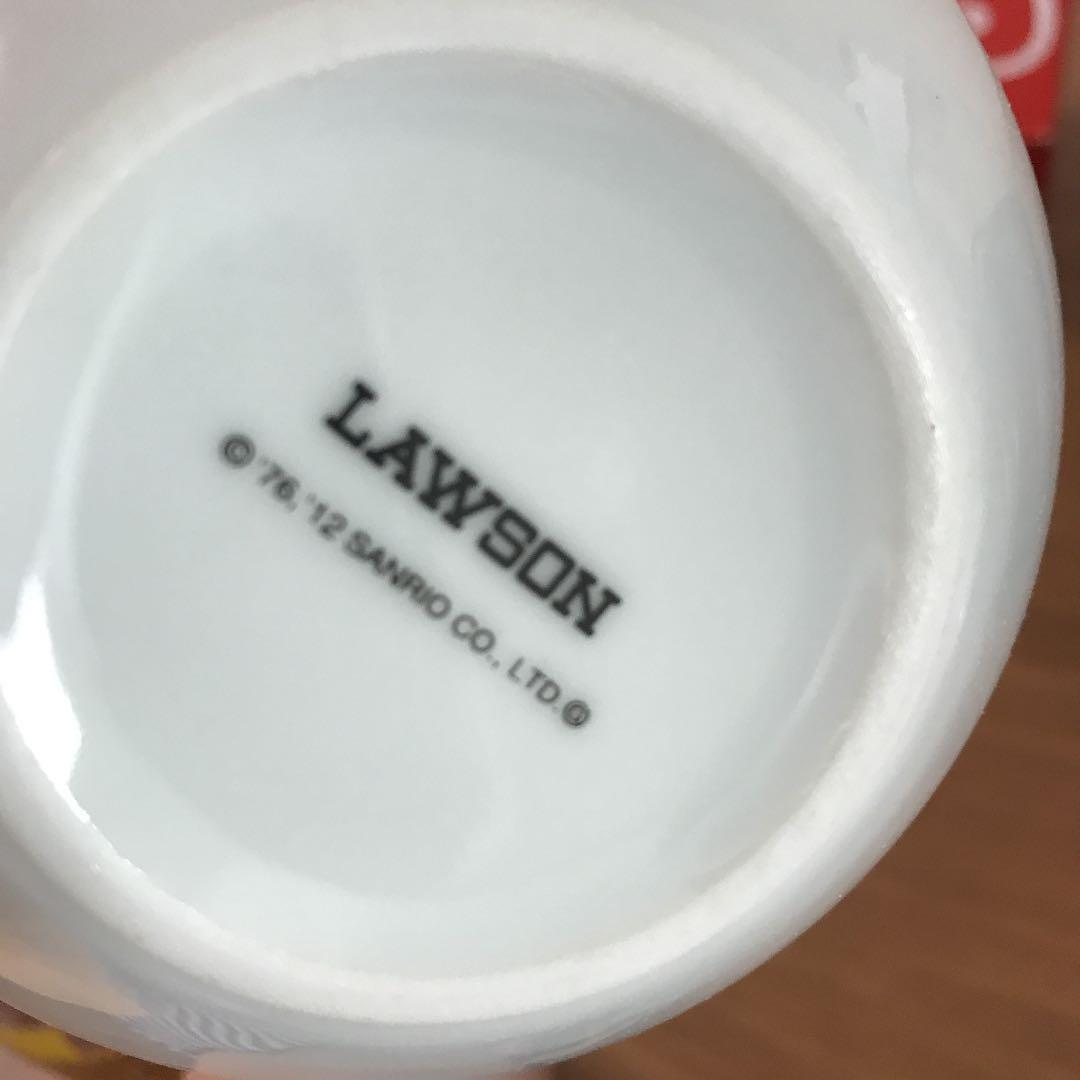 LAWSON
© '76, '12 SANRIO CO., LTD. Ⓖ